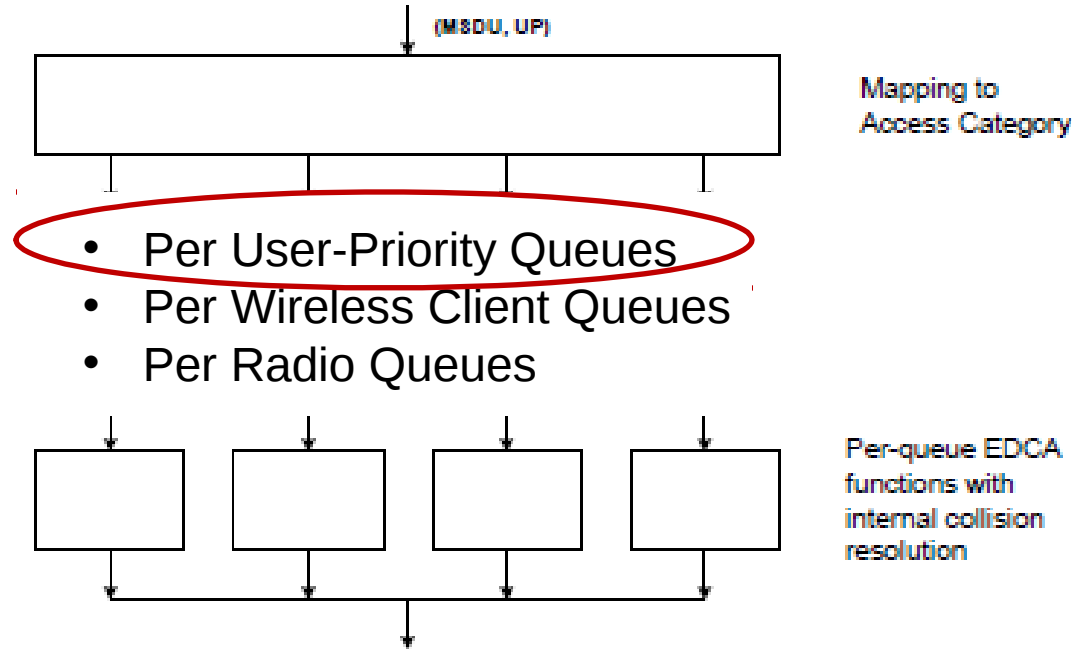 (MSDU, UP)
Mapping to
Access Category
• Per User-Priority Queues
• Per Wireless Client Queues
• Per Radio Queues
Per-queue EDCA
functions with
internal collision
resolution